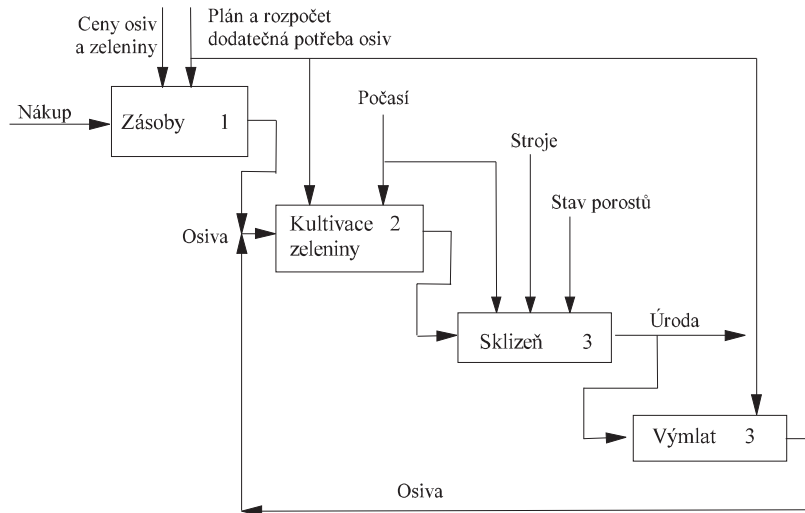 Ceny osiv
a zeleniny
Plán a rozpočet
dodatečná potřeba osiv
Nákup
Zásoby 1
Počasí
Stroje
Stav porostů
Osiva
Kultivace 2
zeleniny
Sklizeň 3
Úroda
Výmlat 3
Osiva